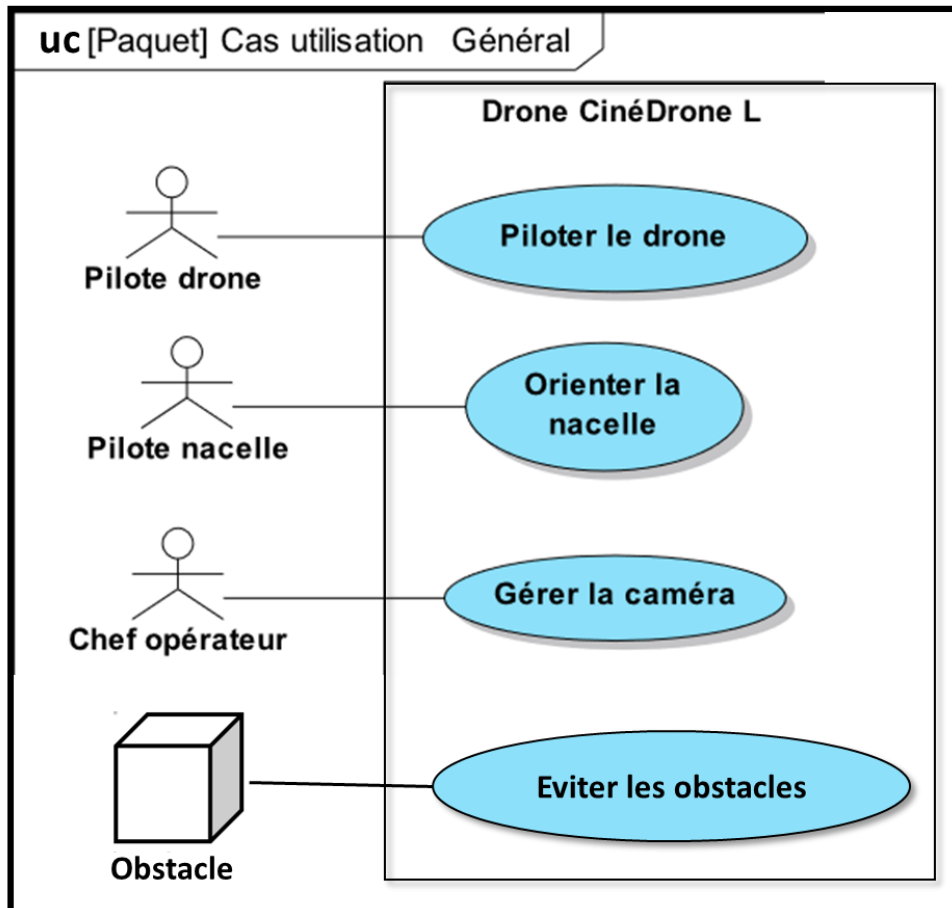 uc [Paquet] Cas utilisation Général
Drone CinéDrone L
Pilote drone
Piloter le drone
Pilote nacelle
Orienter la
nacelle
Chef opérateur
Gérer la caméra
Obstacle
Eviter les obstacles